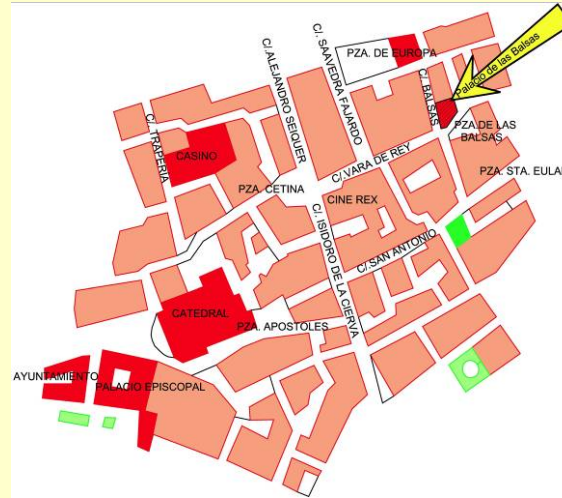 PZA. DE EUROPA
Palacio de las Balsas
C/. SAAVEDRA FAJARDO
C/. ALEJANDRO SEIQUER
C/. BALSAS
C/. TRAPERIA
CASINO
PZA.DE LAS
BALSAS
C/. VARA DE REY
PZA. STA. EULAL
PZA. CETINA
CINE REX
C/. ISIDORO DE LA CIERVA
C/.SAN ANTONIO
CATEDRAL
PZA. APOSTOLES
AYUNTAMIENTO
PALACIO EPISCOPAL